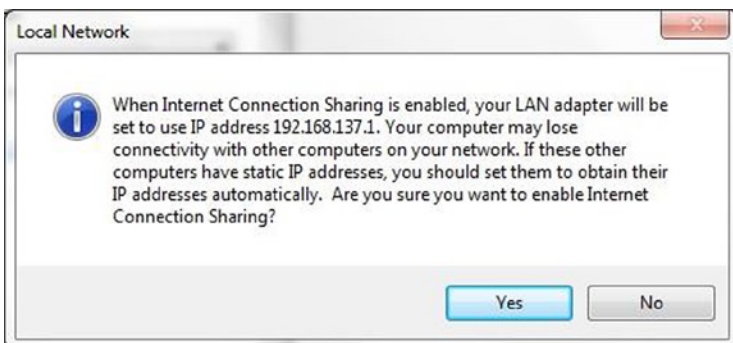 Local Network
When Internet Connection Sharing is enabled, your LAN adapter will be
set to use IP address 192.168.137.1. Your computer may lose
connectivity with other computers on your network. If these other
computers have static IP addresses, you should set them to obtain their
IP addresses automatically.  Are you sure you want to enable Internet
Connection Sharing?
Yes No